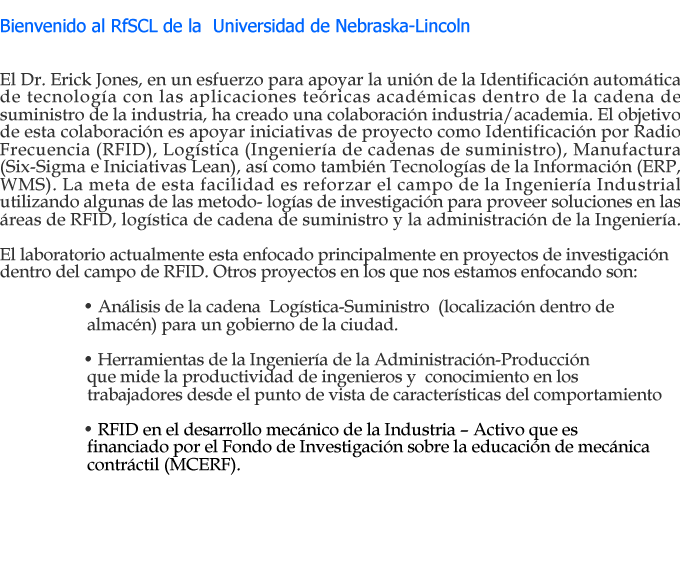 Bienvenido al RfSCL de la  Universidad de Nebraska-Lincoln
El Dr. Erick Jones, en un esfuerzo para apoyar la unión de la Identificación automática
de tecnología con las aplicaciones teóricas académicas dentro de la cadena de
suministro de la industria, ha creado una colaboración industria/academia. El objetivo
de esta colaboración es apoyar iniciativas de proyecto como Identificación por Radio
Frecuencia (RFID), Logística (Ingeniería de cadenas de suministro), Manufactura
(Six-Sigma e Iniciativas Lean), así como también Tecnologías de la Información (ERP,
WMS). La meta de esta facilidad es reforzar el campo de la Ingeniería Industrial
utilizando algunas de las metodo- logías de investigación para proveer soluciones en las
áreas de RFID, logística de cadena de suministro y la administración de la Ingeniería.
El laboratorio actualmente esta enfocado principalmente en proyectos de investigación
dentro del campo de RFID. Otros proyectos en los que nos estamos enfocando son:
• Análisis de la cadena  Logística-Suministro  (localización dentro de
almacén) para un gobierno de la ciudad.
• Herramientas de la Ingeniería de la Administración-Producción
que mide la productividad de ingenieros y  conocimiento en los
trabajadores desde el punto de vista de características del comportamiento
• RFID en el desarrollo mecánico de la Industria – Activo que es
financiado por el Fondo de Investigación sobre la educación de mecánica
contráctil (MCERF).